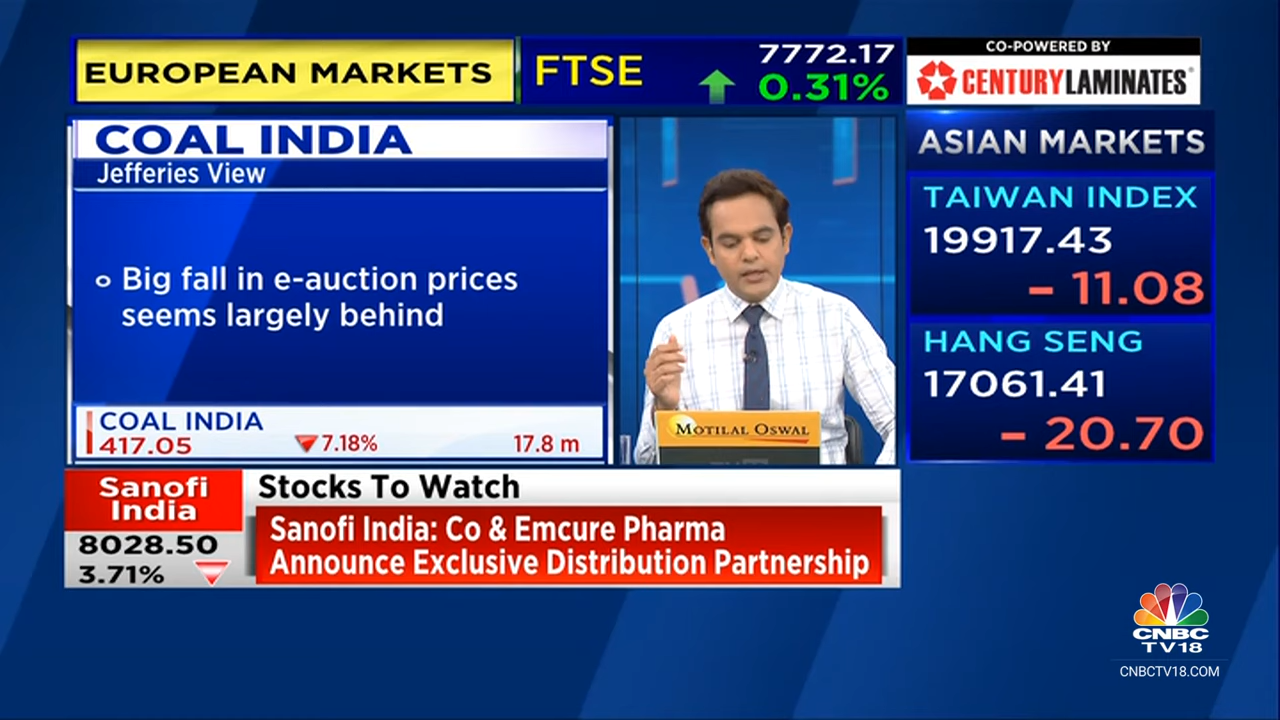 EUROPEAN MARKETS
FTSE
7772.17
0.31%
CO-POWERED BY
CENTURYLAMINATES®
COAL INDIA
Jefferies View
Big fall in e-auction prices
seems largely behind
COAL INDIA
417.05 7.18% 17.8 m
MOTILAL OSWAL
ASIAN MARKETS
TAIWAN INDEX
19917.43
- 11.08
HANG SENG
17061.41
- 20.70
Sanofi
India
8028.50
3.71%
Stocks To Watch
Sanofi India: Co & Emcure Pharma
Announce Exclusive Distribution Partnership
CNBC
TV18
CNBCTV18.COM